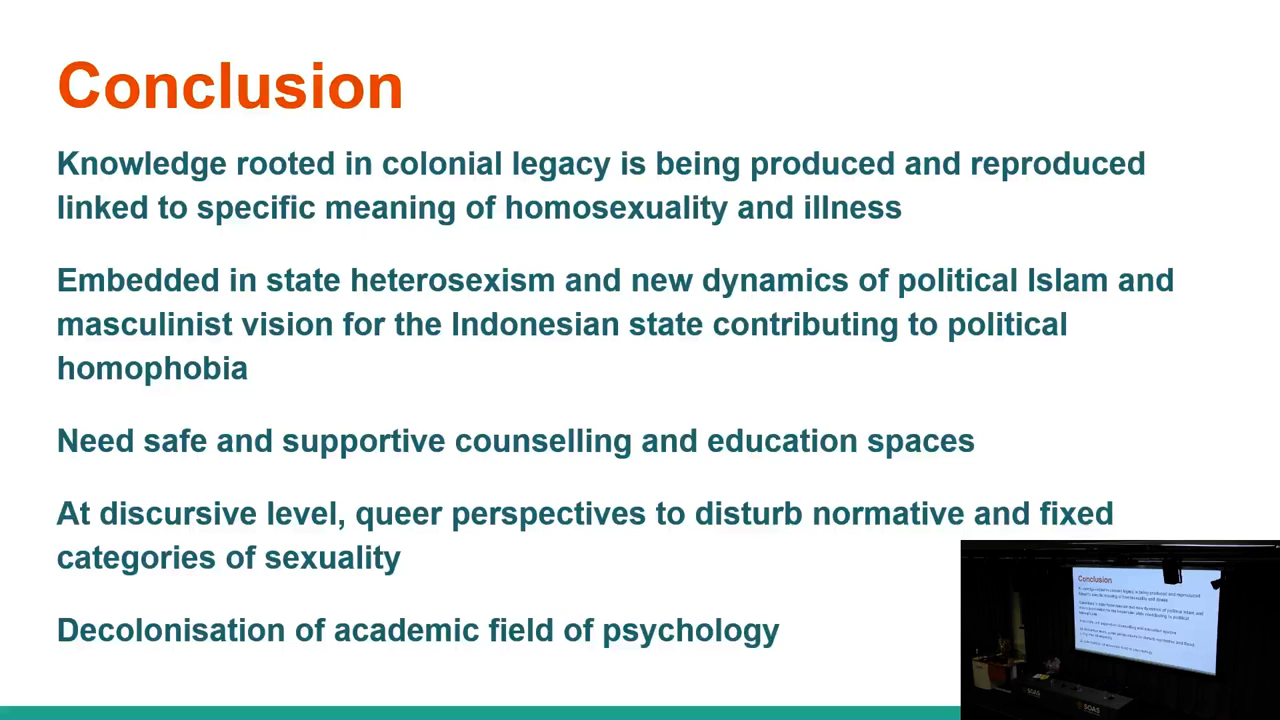 Conclusion
Knowledge rooted in colonial legacy is being produced and reproduced
linked to specific meaning of homosexuality and illness
Embedded in state heterosexism and new dynamics of political Islam and
masculinist vision for the Indonesian state contributing to political
homophobia
Need safe and supportive counselling and education spaces
At discursive level, queer perspectives to disturb normative and fixed
categories of sexuality
Decolonisation of academic field of psychology
Conclusion
SOAS
SOAS